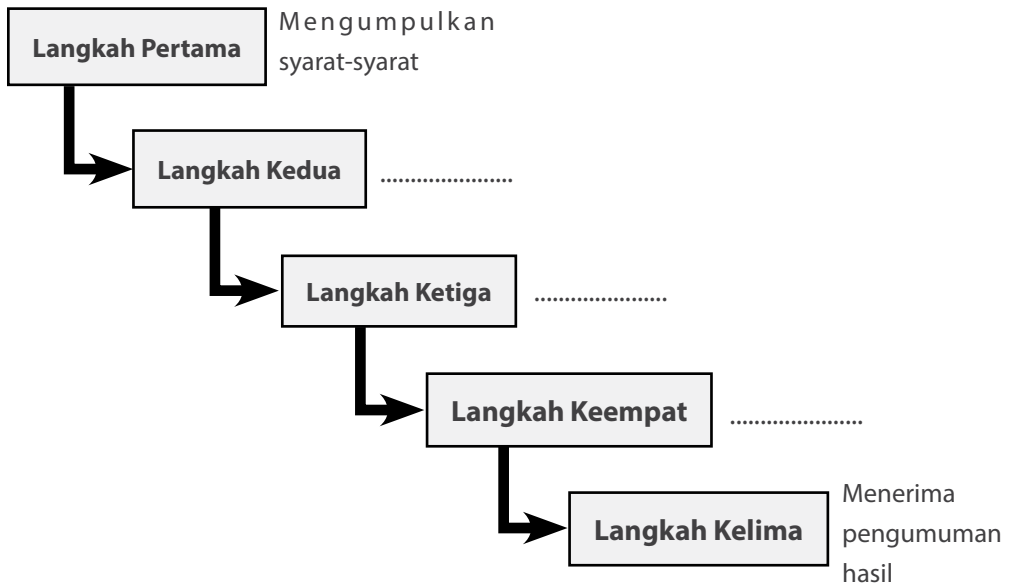 Langkah Pertama
Mengumpulkan
syarat-syarat
Langkah Kedua
......................
Langkah Ketiga
......................
Langkah Keempat
......................
Langkah Kelima
Menerima
pengumuman
hasil